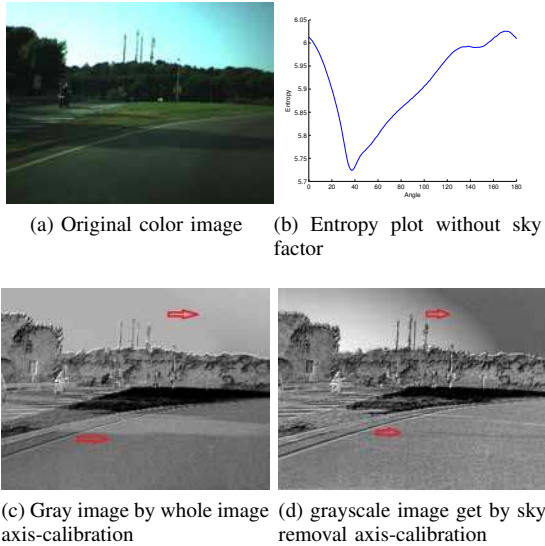 6.05
6
5.95
5.9
5.85
5.8
5.75
5.7
Entropy
0 20 40 60 80 100 120 140 160 180
Angle
(a) Original color image
(b) Entropy plot without sky
factor
(c) Gray image by whole image
axis-calibration
(d) grayscale image get by sky
removal axis-calibration